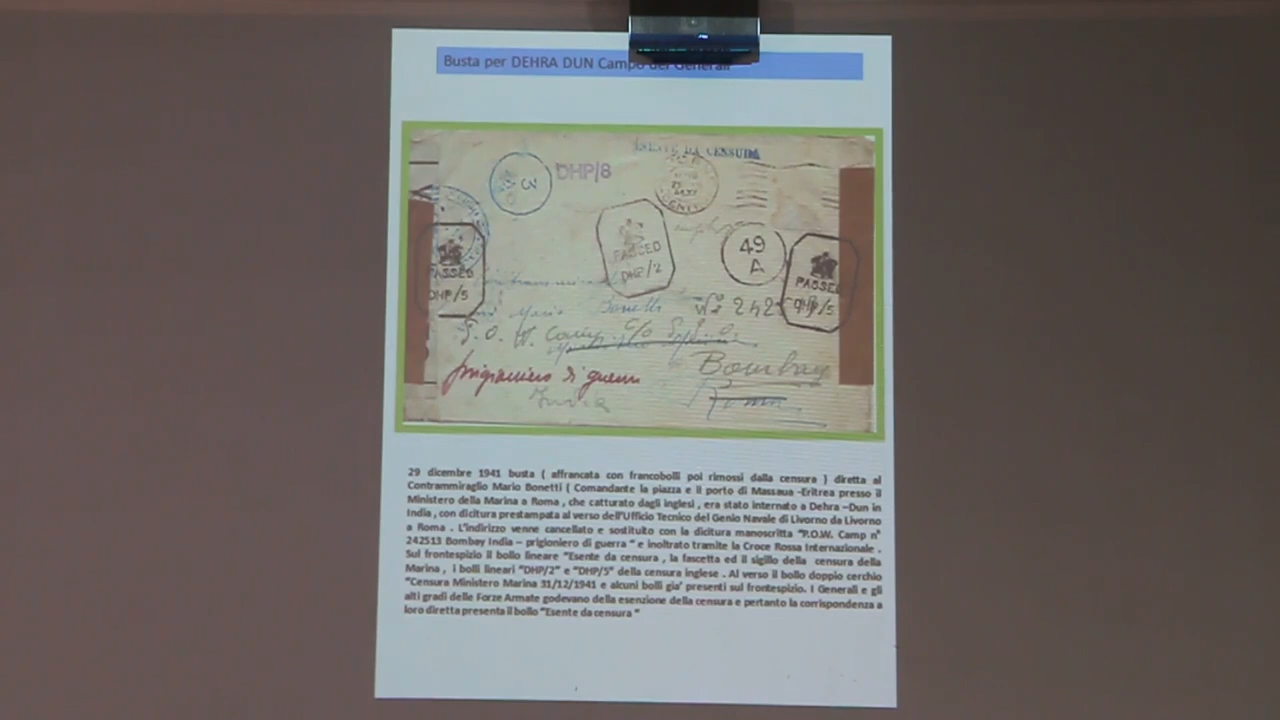 Busta per DEHRA DUN Campo dei Generali
ESENTE DA CENSURA
3
DHP/8
PASSED
DHP/2
49
A
PASSED
DHP/5
PASSED
DHP/5
Mario Bonetti No 242513
P.O.W. Camp c/o
Bombay
prigioniero di guerra
Roma
India
29 dicembre 1941 busta ( affrancata con francobolli poi rimossi dalla censura ) diretta al
Contrammiraglio Mario Bonetti ( Comandante la piazza e il porto di Massaua -Eritrea presso il
Ministero della Marina a Roma , che catturato dagli inglesi , era stato internato a Dehra –Dun in
India , con dicitura prestampata al verso dell'Ufficio Tecnico del Genio Navale di Livorno da Livorno
a Roma . L'indirizzo venne cancellato e sostituito con la dicitura manoscritta "P.O.W. Camp n°
242513 Bombay India – prigioniero di guerra " e inoltrato tramite la Croce Rossa Internazionale .
Sul frontespizio il bollo lineare "Esente da censura , la fascetta ed il sigillo della censura della
Marina , i bolli lineari "DHP/2" e "DHP/5" della censura inglese . Al verso il bollo doppio cerchio
"Censura Ministero Marina 31/12/1941 e alcuni bolli gia' presenti sul frontespizio. I Generali e gli
alti gradi delle Forze Armate godevano della esenzione della censura e pertanto la corrispondenza a
loro diretta presenta il bollo "Esente da censura "